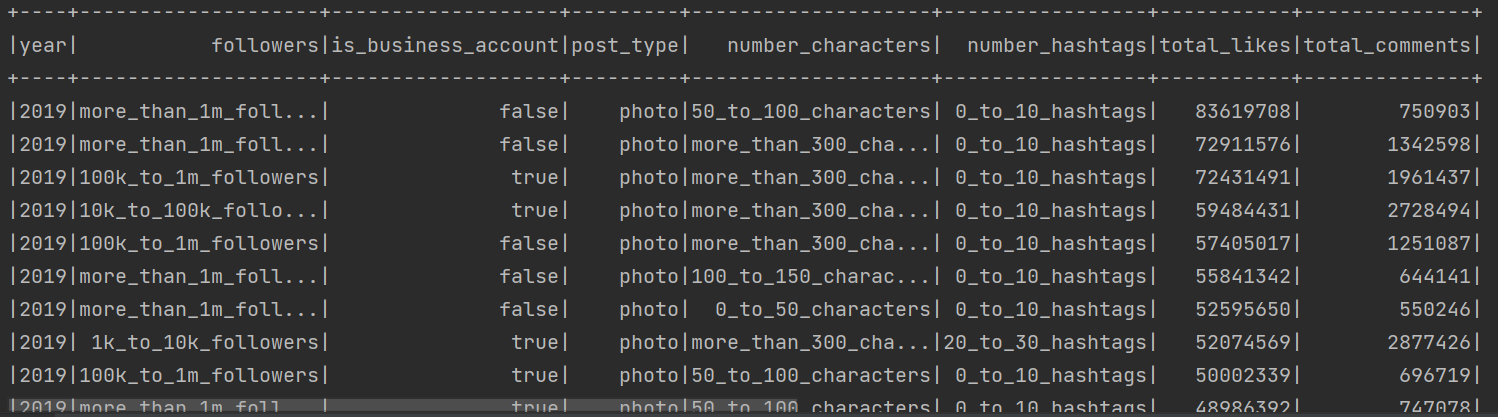 +----+--------------------+-------------------+---------+--------------------+------------------+-----------+--------------+
|year|           followers|is_business_account|post_type|   number_characters|   number_hashtags|total_likes|total_comments|
+----+--------------------+-------------------+---------+--------------------+------------------+-----------+--------------+
|2019|more_than_1m_foll...|              false|    photo|50_to_100_characters| 0_to_10_hashtags|   83619708|        750903|
|2019|more_than_1m_foll...|              false|    photo|more_than_300_cha...| 0_to_10_hashtags|   72911576|       1342598|
|2019|100k_to_1m_followers|               true|    photo|more_than_300_cha...| 0_to_10_hashtags|   72431491|       1961437|
|2019|10k_to_100k_follo...|               true|    photo|more_than_300_cha...| 0_to_10_hashtags|   59484431|       2728494|
|2019|100k_to_1m_followers|              false|    photo|more_than_300_cha...| 0_to_10_hashtags|   57405017|       1251087|
|2019|more_than_1m_foll...|              false|    photo|100_to_150_charac...| 0_to_10_hashtags|   55841342|        644141|
|2019|more_than_1m_foll...|              false|    photo|  0_to_50_characters| 0_to_10_hashtags|   52595650|        550246|
|2019| 1k_to_10k_followers|               true|    photo|more_than_300_cha...|20_to_30_hashtags|   52074569|       2877426|
|2019|100k_to_1m_followers|               true|    photo|50_to_100_characters| 0_to_10_hashtags|   50002339|        696719|
|2019|more_than_1m_foll...|               true|    photo|50_to_100_characters| 0_to_10_hashtags|   48986392|        747078|